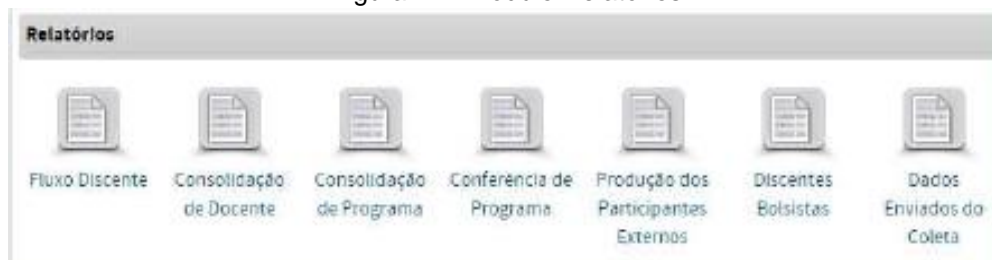 Relatórios
Fluxo Discente
Consolidação
de Docente
Consolidação
de Programa
Conferência de
Programa
Produção dos
Participantes
Externos
Discentes
Bolsistas
Dados
Enviados do
Coleta